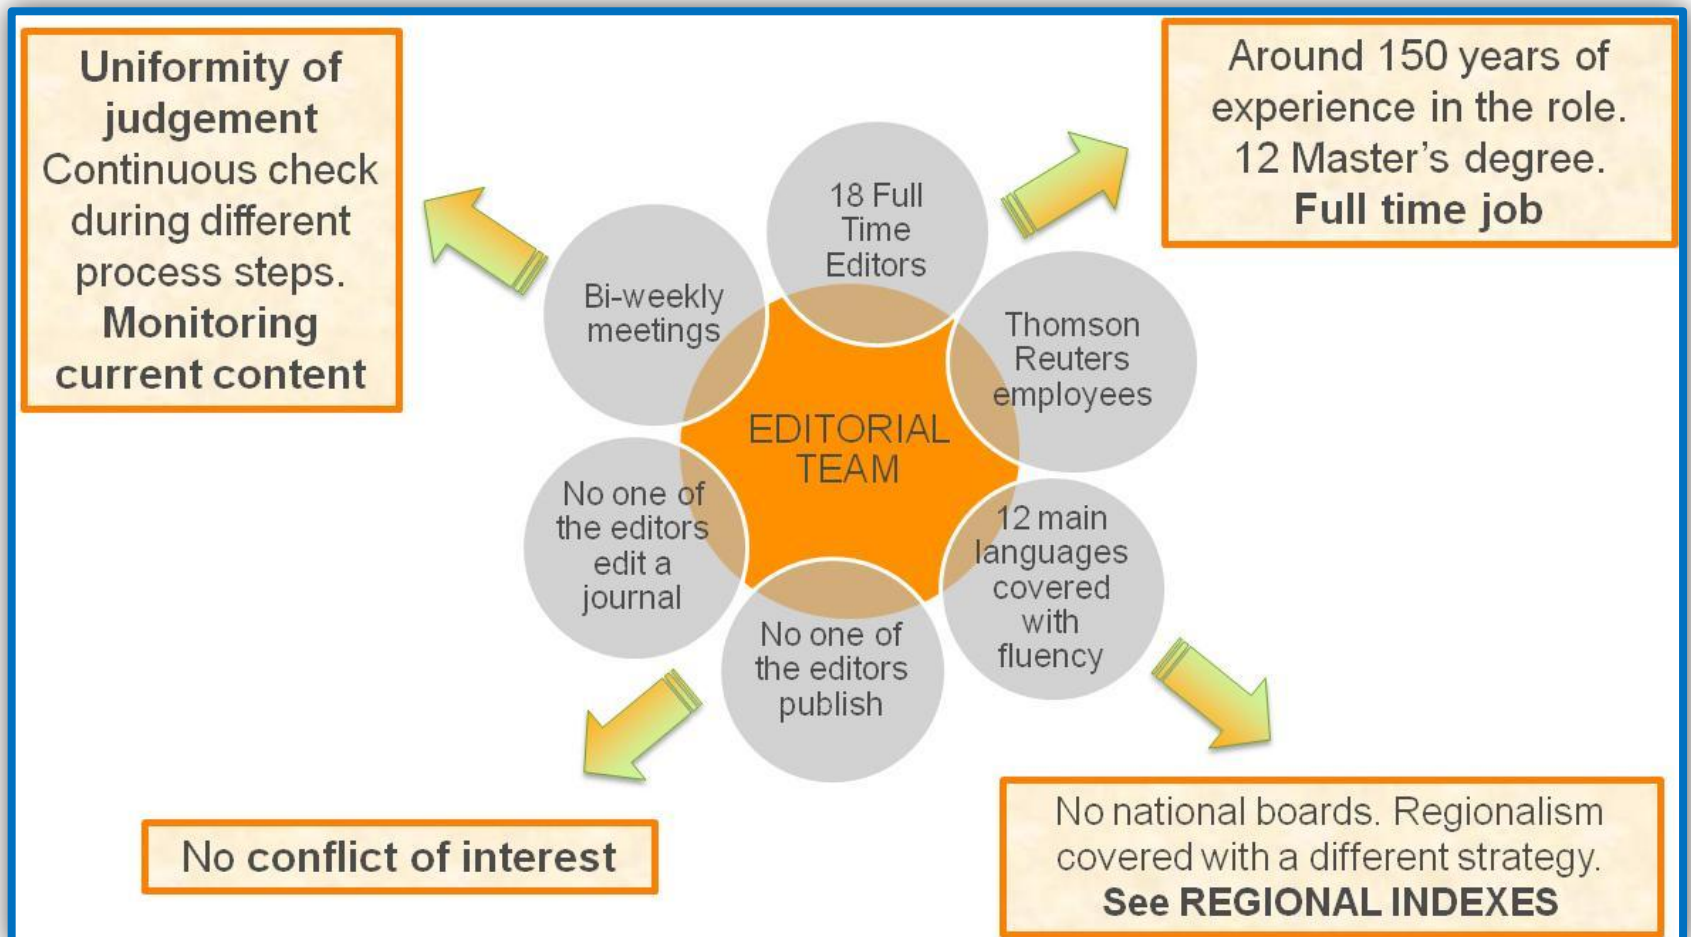 Uniformity of
judgement
Continuous check
during different
process steps.
Monitoring
current content
Around 150 years of
experience in the role.
12 Master’s degree.
Full time job
18 Full
Time
Editors
Bi-weekly
meetings
Thomson
Reuters
employees
EDITORIAL
TEAM
No one of
the editors
edit a
journal
12 main
languages
covered
with
fluency
No one of
the editors
publish
No conflict of interest
No national boards. Regionalism
covered with a different strategy.
See REGIONAL INDEXES